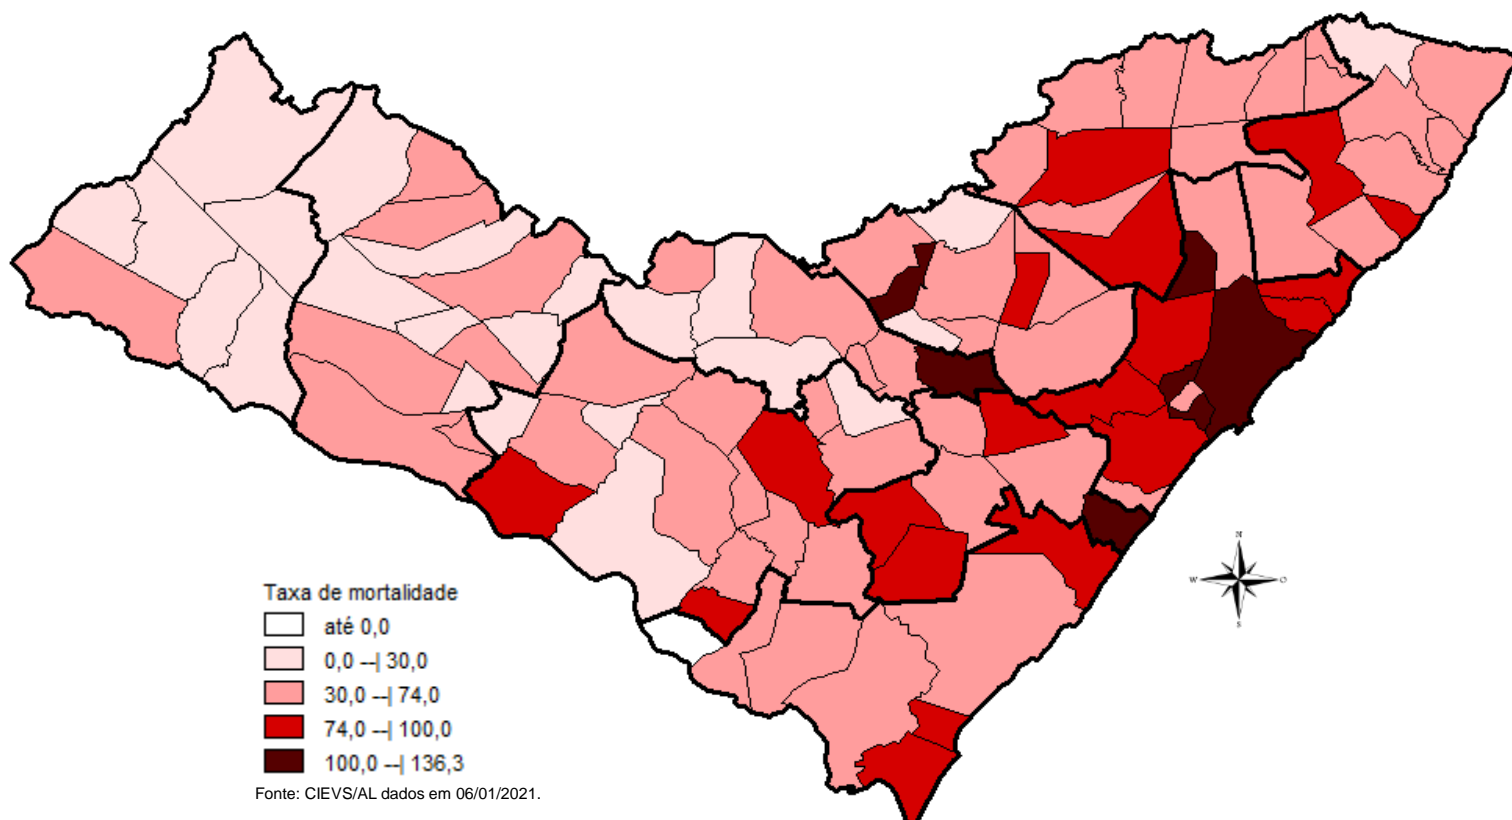 N
W
O
S
Taxa de mortalidade
até 0,0
0,0 --| 30,0
30,0 --| 74,0
74,0 --| 100,0
100,0 --| 136,3
Fonte: CIEVS/AL dados em 06/01/2021.